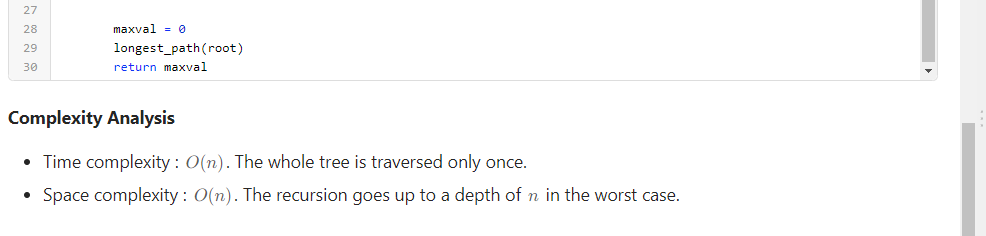 27
28 maxval = 0
29 longest_path(root)
30 return maxval
Complexity Analysis
• Time complexity : O(n). The whole tree is traversed only once.
• Space complexity : O(n). The recursion goes up to a depth of n in the worst case.